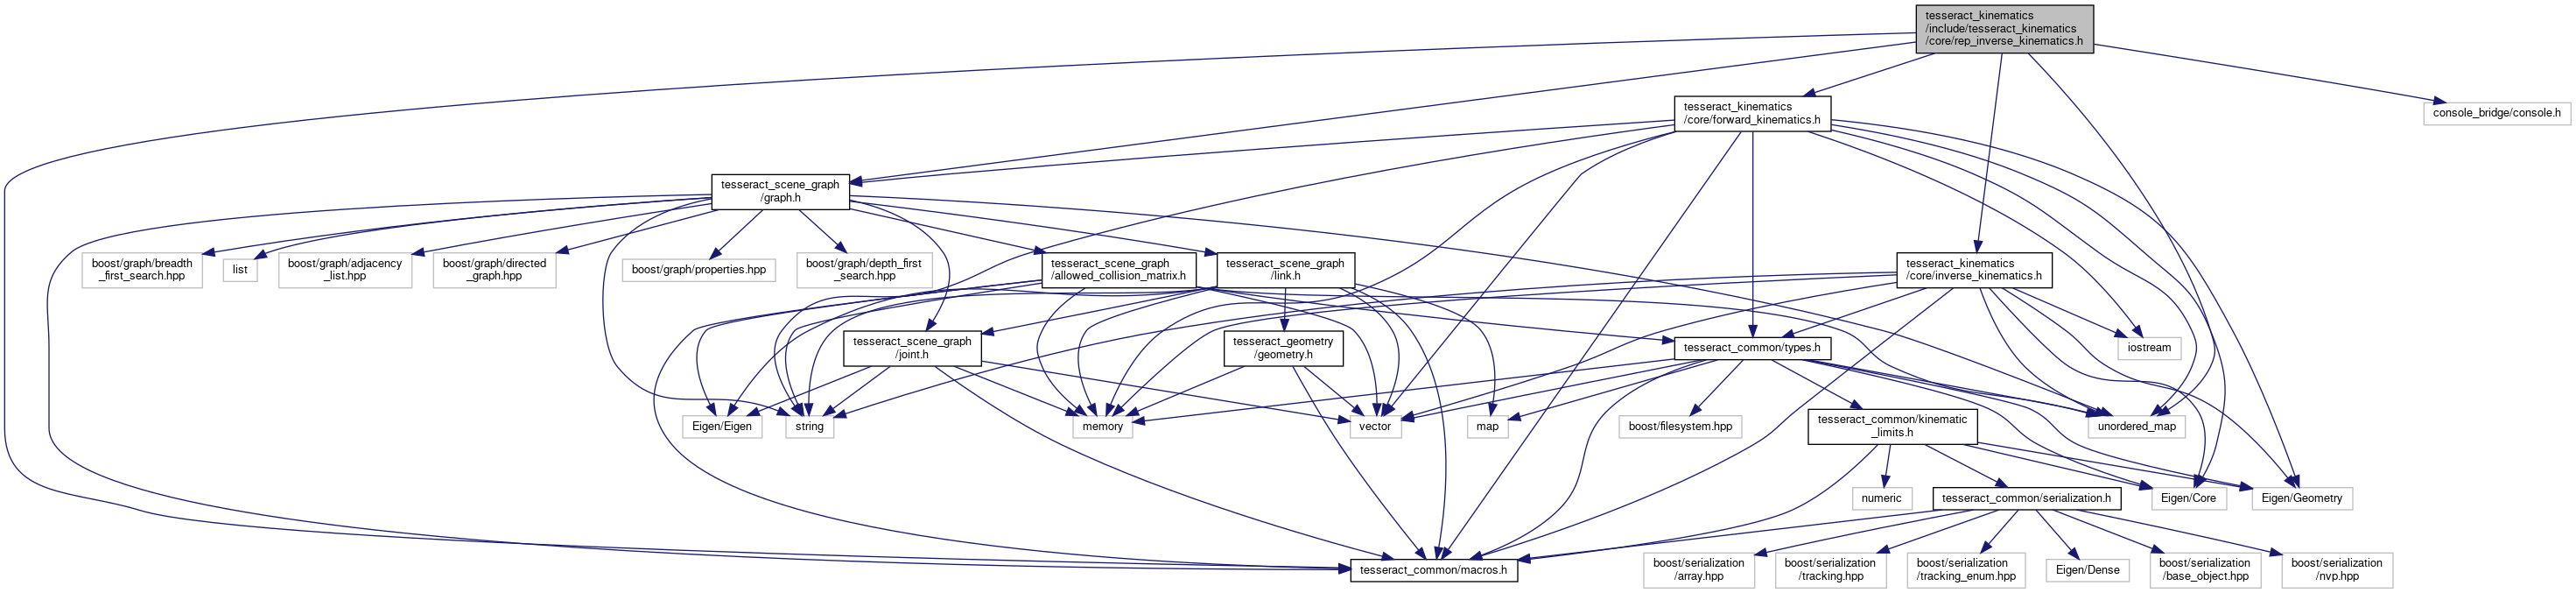 tesseract_kinematics
/include/tesseract_kinematics
/core/rep_inverse_kinematics.h
tesseract_kinematics
/core/forward_kinematics.h
console_bridge/console.h
tesseract_scene_graph
/graph.h
boost/graph/breadth
_first_search.hpp
list
boost/graph/adjacency
_list.hpp
boost/graph/directed
_graph.hpp
boost/graph/properties.hpp
boost/graph/depth_first
_search.hpp
tesseract_scene_graph
/allowed_collision_matrix.h
tesseract_scene_graph
/link.h
tesseract_kinematics
/core/inverse_kinematics.h
tesseract_scene_graph
/joint.h
tesseract_geometry
/geometry.h
tesseract_common/types.h
iostream
Eigen/Eigen
string
memory
vector
map
boost/filesystem.hpp
tesseract_common/kinematic
_limits.h
unordered_map
numeric
tesseract_common/serialization.h
Eigen/Core
Eigen/Geometry
tesseract_common/macros.h
boost/serialization
/array.hpp
boost/serialization
/tracking.hpp
boost/serialization
/tracking_enum.hpp
Eigen/Dense
boost/serialization
/base_object.hpp
boost/serialization
/nvp.hpp